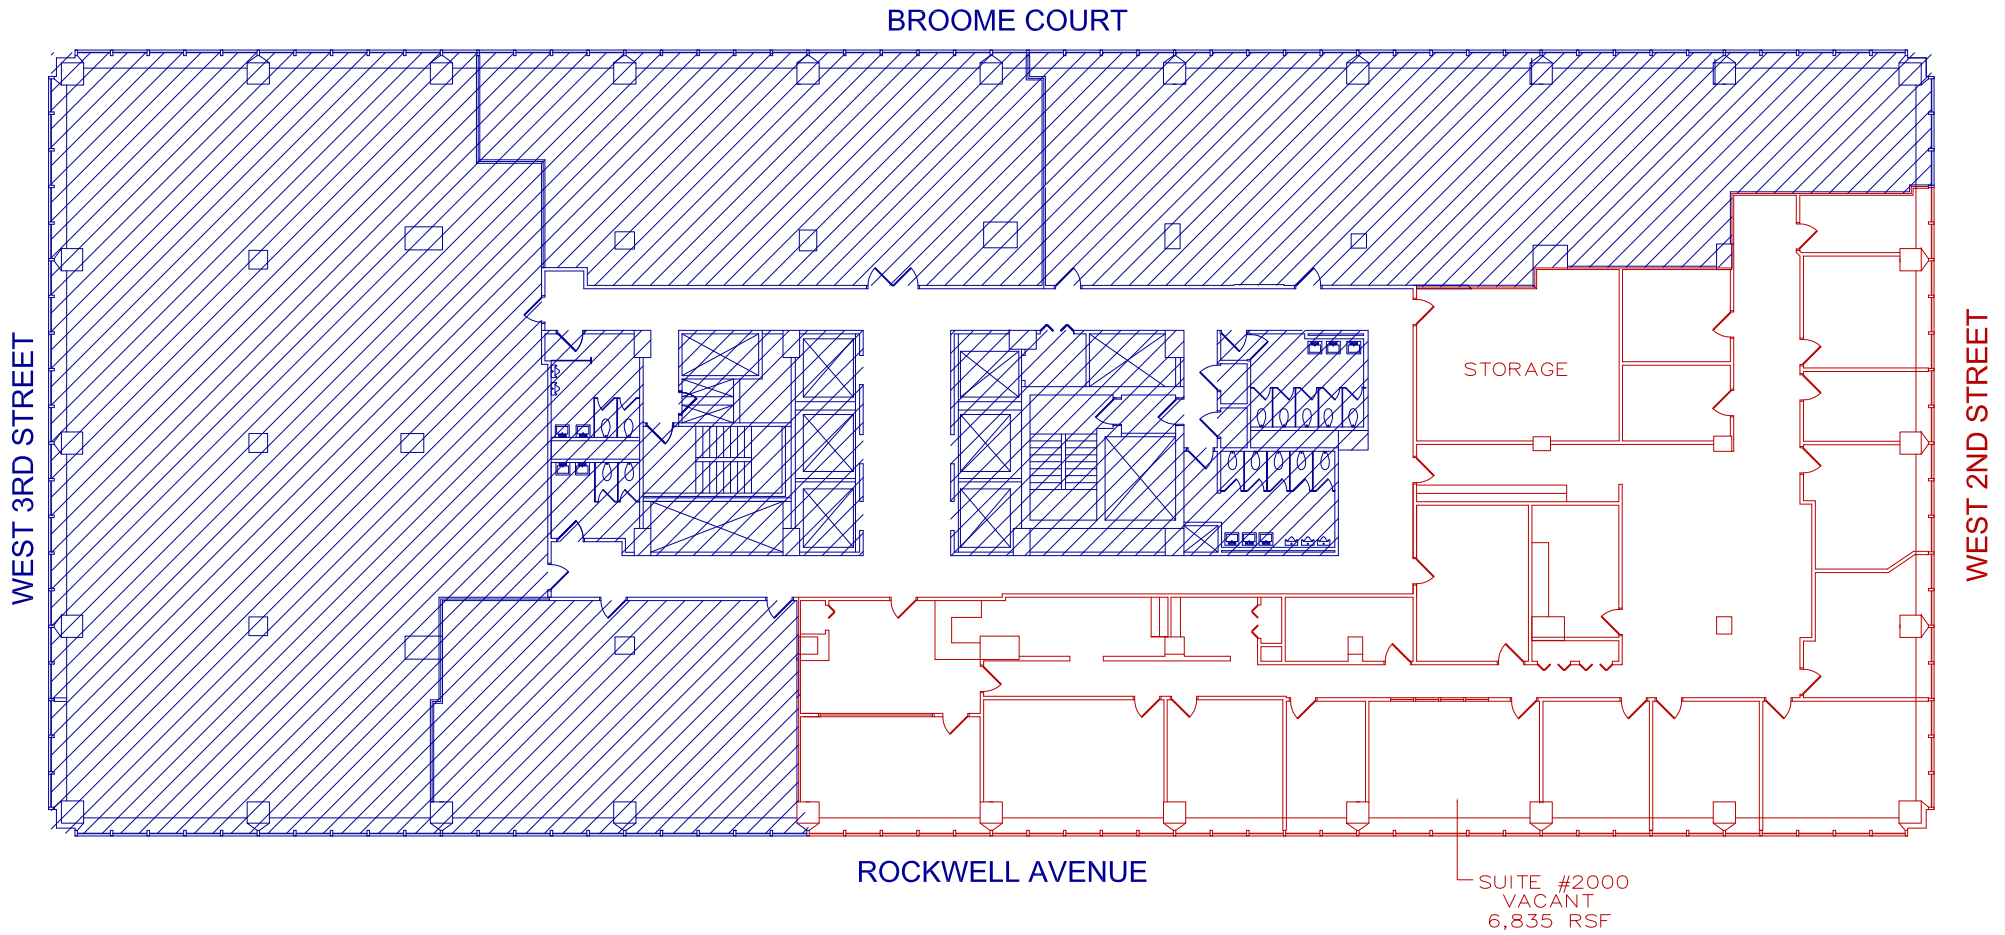 BROOME COURT
WEST 3RD STREET
STORAGE
WEST 2ND STREET
ROCKWELL AVENUE
SUITE #2000
VACANT
6,835 RSF